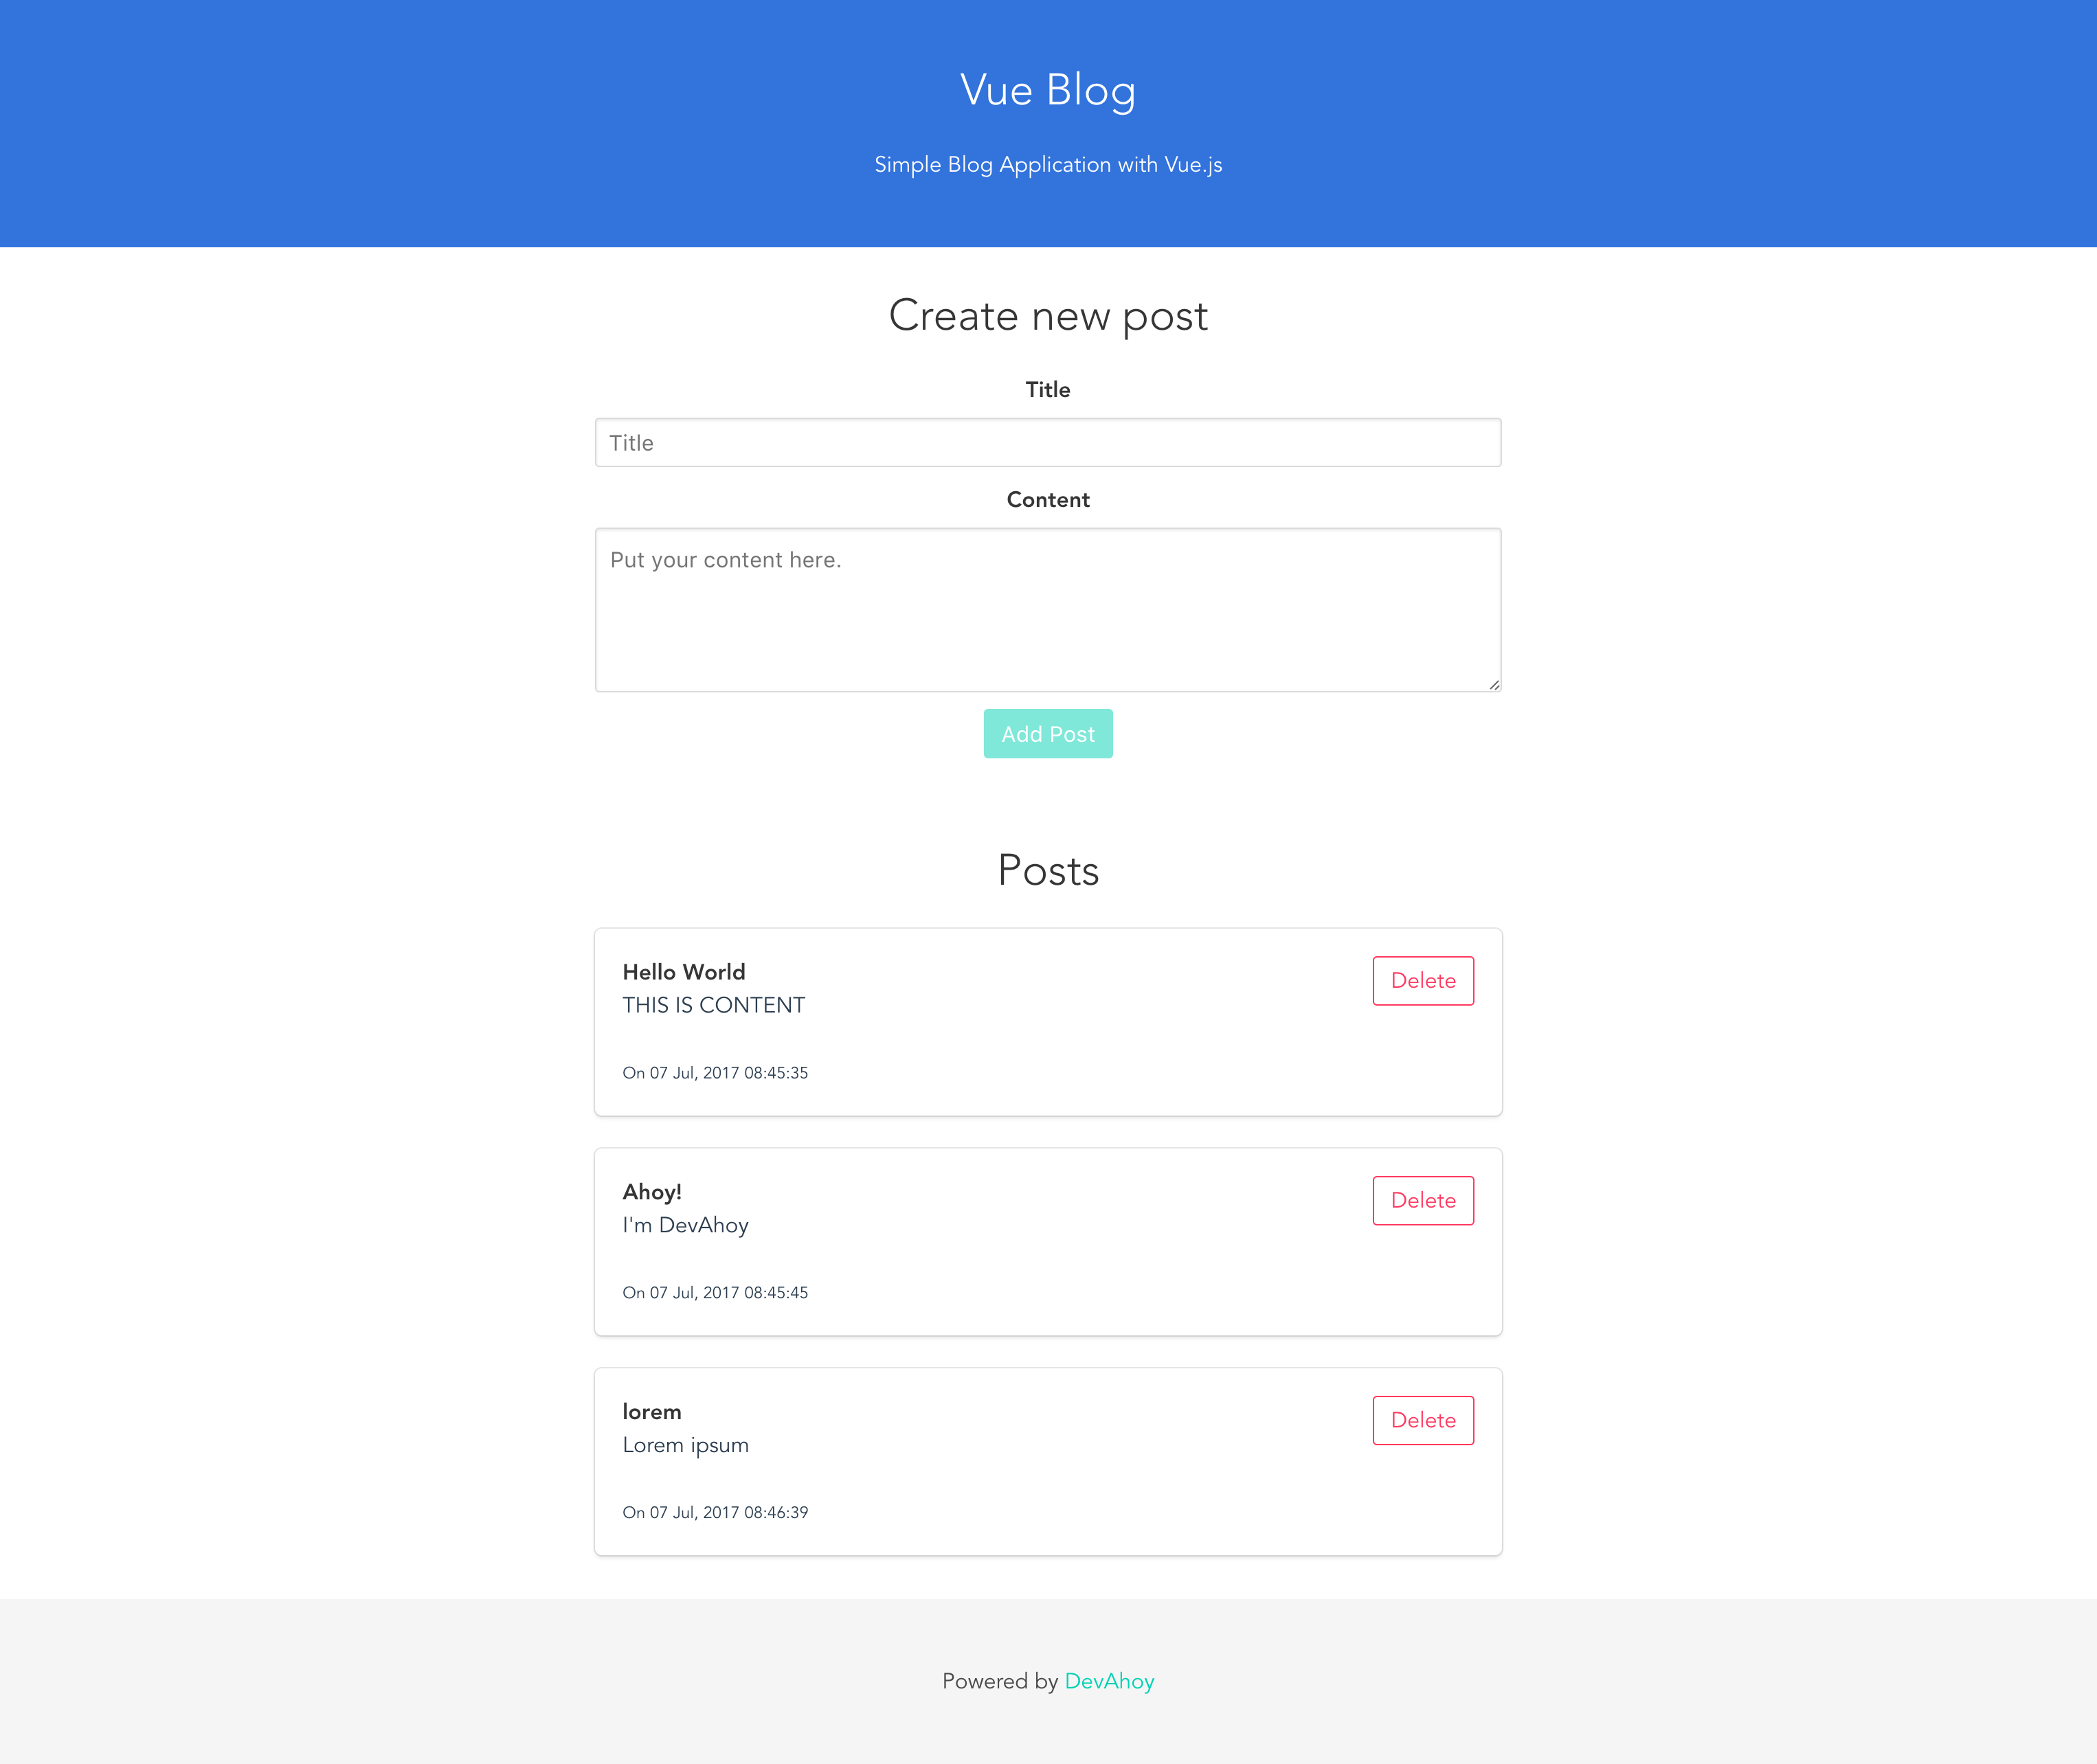 Vue Blog
Simple Blog Application with Vue.js
Create new post
Title
Title
Content
Put your content here.
Add Post
Posts
Hello World
Delete
THIS IS CONTENT
On 07 Jul, 2017 08:45:35
Ahoy!
Delete
I'm DevAhoy
On 07 Jul, 2017 08:45:45
lorem
Delete
Lorem ipsum
On 07 Jul, 2017 08:46:39
Powered by DevAhoy